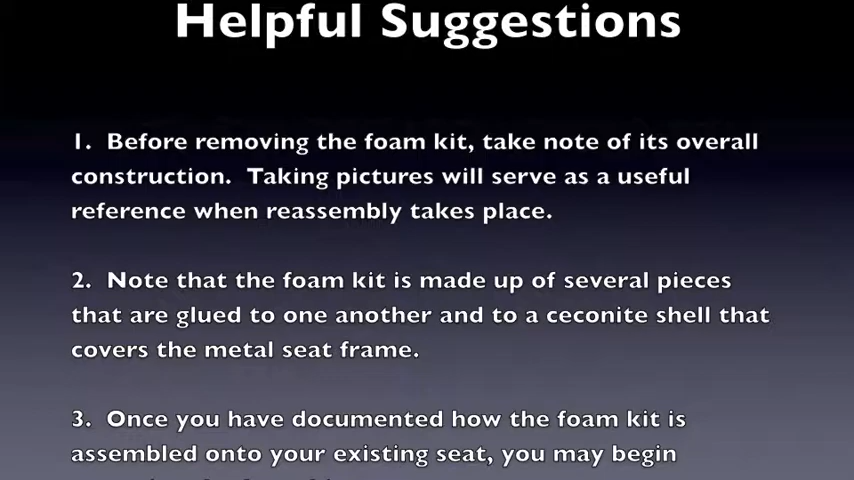 Helpful Suggestions
1. Before removing the foam kit, take note of its overall
construction. Taking pictures will serve as a useful
reference when reassembly takes place.
2. Note that the foam kit is made up of several pieces
that are glued to one another and to a ceconite shell that
covers the metal seat frame.
3. Once you have documented how the foam kit is
assembled onto your existing seat, you may begin